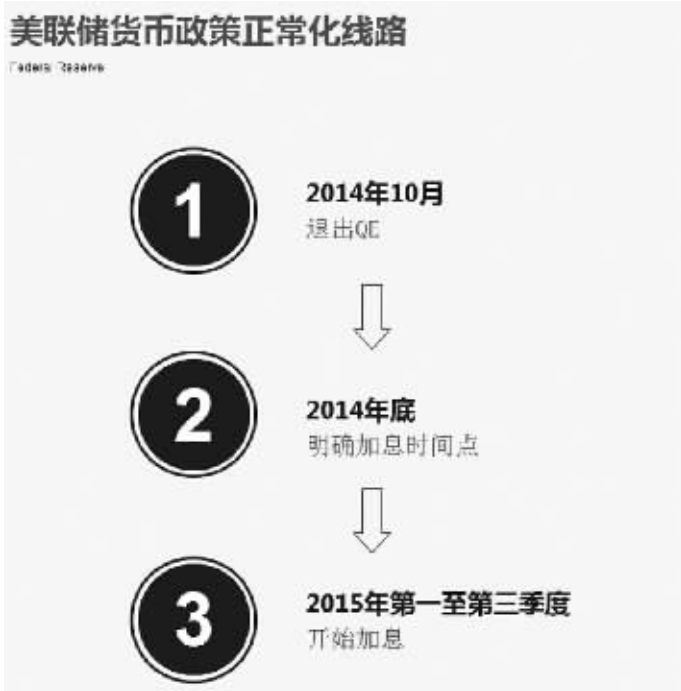 美联储货币政策正常化线路
Federal Reserve
1
2014年10月
退出QE
2
2014年底
明确加息时间点
3
2015年第一至第三季度
开始加息